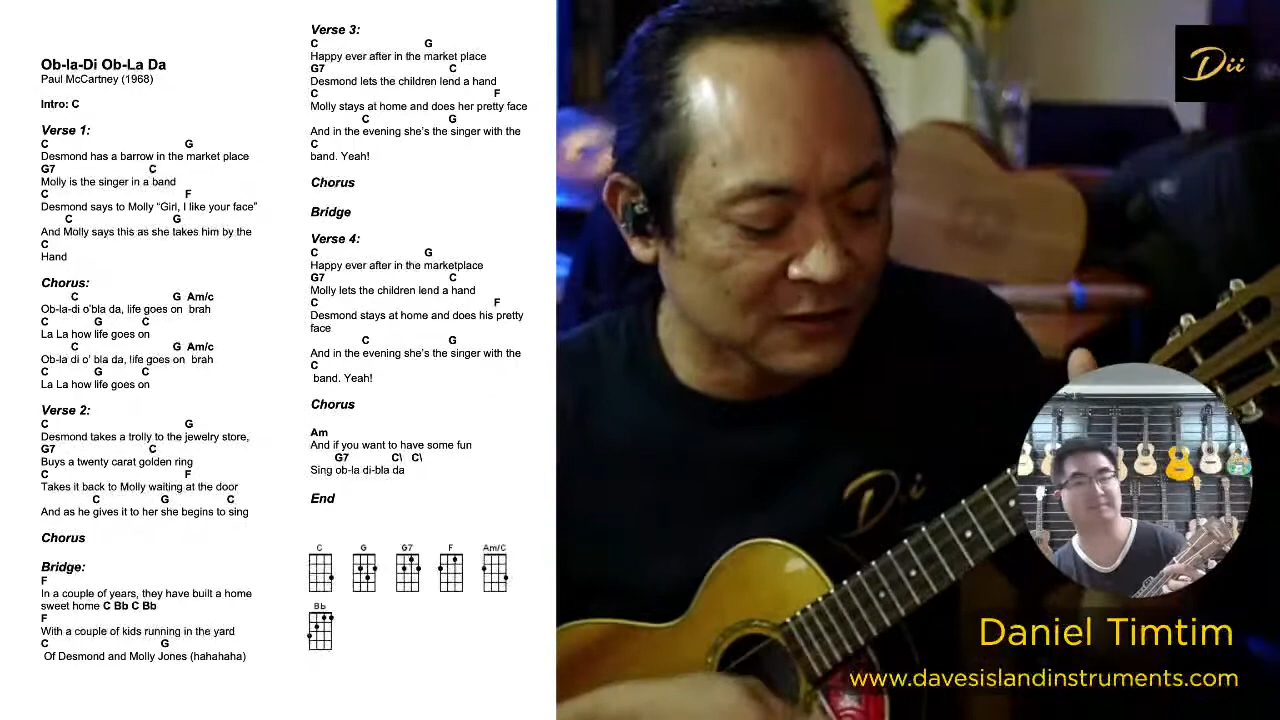 Ob-la-Di Ob-La Da
Paul McCartney (1968)
Intro: C
Verse 1:
C G
Desmond has a barrow in the market place
G7 C
Molly is the singer in a band
C F
Desmond says to Molly “Girl, I like your face”
C G
And Molly says this as she takes him by the
C
Hand
Chorus:
C G Am/c
Ob-la-di o’bla da, life goes on brah
C G C
La La how life goes on
C G Am/c
Ob-la di o’ bla da, life goes on brah
C G C
La La how life goes on
Verse 2:
C G
Desmond takes a trolly to the jewelry store,
G7 C
Buys a twenty carat golden ring
C F
Takes it back to Molly waiting at the door
C G C
And as he gives it to her she begins to sing
Chorus
Bridge:
F
In a couple of years, they have built a home
sweet home C Bb C Bb
F
With a couple of kids running in the yard
C G
Of Desmond and Molly Jones (hahahaha)
Verse 3:
C G
Happy ever after in the market place
G7 C
Desmond lets the children lend a hand
C F
Molly stays at home and does her pretty face
C G
And in the evening she’s the singer with the
C
band. Yeah!
Chorus
Bridge
Verse 4:
C G
Happy ever after in the marketplace
G7 C
Molly lets the children lend a hand
C F
Desmond stays at home and does his pretty
face
C G
And in the evening she’s the singer with the
C
band. Yeah!
Chorus
Am
And if you want to have some fun
G7 C\ C\
Sing ob-la di-bla da
End
C G G7 F Am/C
Bb
Dii
Dii
Daniel Timtim
www.davesislandinstruments.com